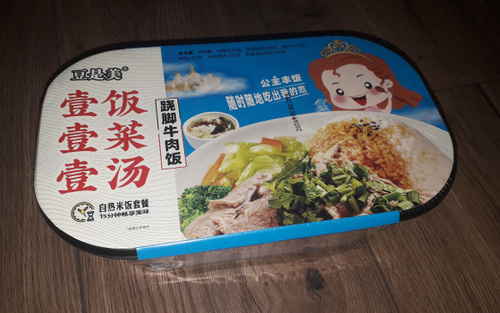 豆是美®
壹饭
壹菜
壹汤
跷脚牛肉饭
自热米饭套餐
15分钟畅享美味
公主丰饭
随时随地吃出我的范